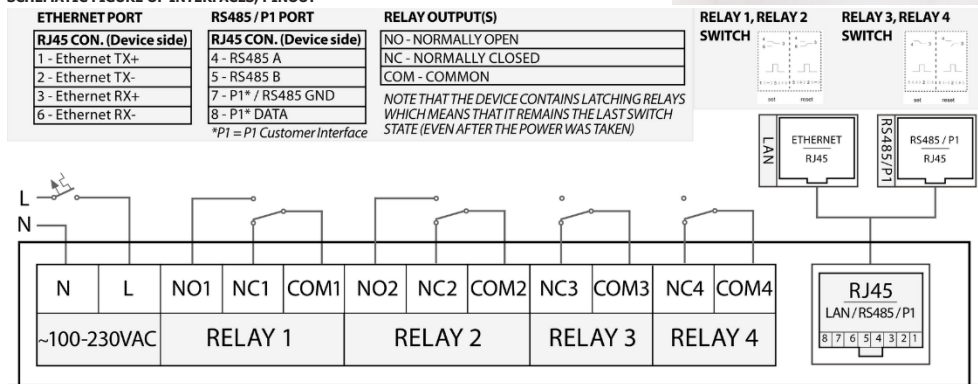 ETHERNET PORT
RJ45 CON. (Device side)
1 - Ethernet TX+
2 - Ethernet TX-
3 - Ethernet RX+
6 - Ethernet RX-
RS485 / P1 PORT
RJ45 CON. (Device side)
4 - RS485 A
5 - RS485 B
7 - P1* / RS485 GND
8 - P1* DATA
*P1 = P1 Customer Interface
RELAY OUTPUT(S)
NO - NORMALLY OPEN
NC - NORMALLY CLOSED
COM - COMMON
NOTE THAT THE DEVICE CONTAINS LATCHING RELAYS
WHICH MEANS THAT IT REMAINS THE LAST SWITCH
STATE (EVEN AFTER THE POWER WAS TAKEN)
RELAY 1, RELAY 2
SWITCH
set reset
RELAY 3, RELAY 4
SWITCH
set reset
LAN
ETHERNET
RJ45
RS485/P1
RS485 / P1
RJ45
L
N
N L NO1 NC1 COM1 NO2 NC2 COM2 NC3 COM3 NC4 COM4
~100-230VAC RELAY 1 RELAY 2 RELAY 3 RELAY 4
RJ45
LAN/RS485/P1
8 7 6 5 4 3 2 1